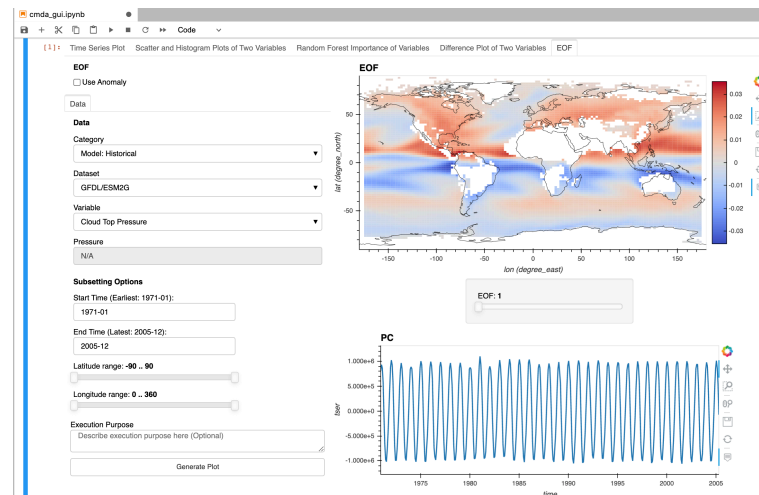 cmda_gui.ipynb
Code
[1]:
Time Series Plot Scatter and Histogram Plots of Two Variables Random Forest Importance of Variables Difference Plot of Two Variables EOF
EOF
Use Anomaly
Data
Data
Category
Model: Historical
Dataset
GFDL/ESM2G
Variable
Cloud Top Pressure
Pressure
N/A
Subsetting Options
Start Time (Earliest: 1971-01):
1971-01
End Time (Latest: 2005-12):
2005-12
Latitude range: -90 .. 90
Longitude range: 0 .. 360
Execution Purpose
Describe execution purpose here (Optional)
Generate Plot
EOF
lat (degree_north)
50
0
-50
-150 -100 -50 0 50 100 150
lon (degree_east)
0.03
0.02
0.01
0
-0.01
-0.02
-0.03
EOF: 1
PC
tser
1.000e+6
5.000e+5
0.000e+0
-5.000e+5
-1.000e+6
1975 1980 1985 1990 1995 2000 2005
time